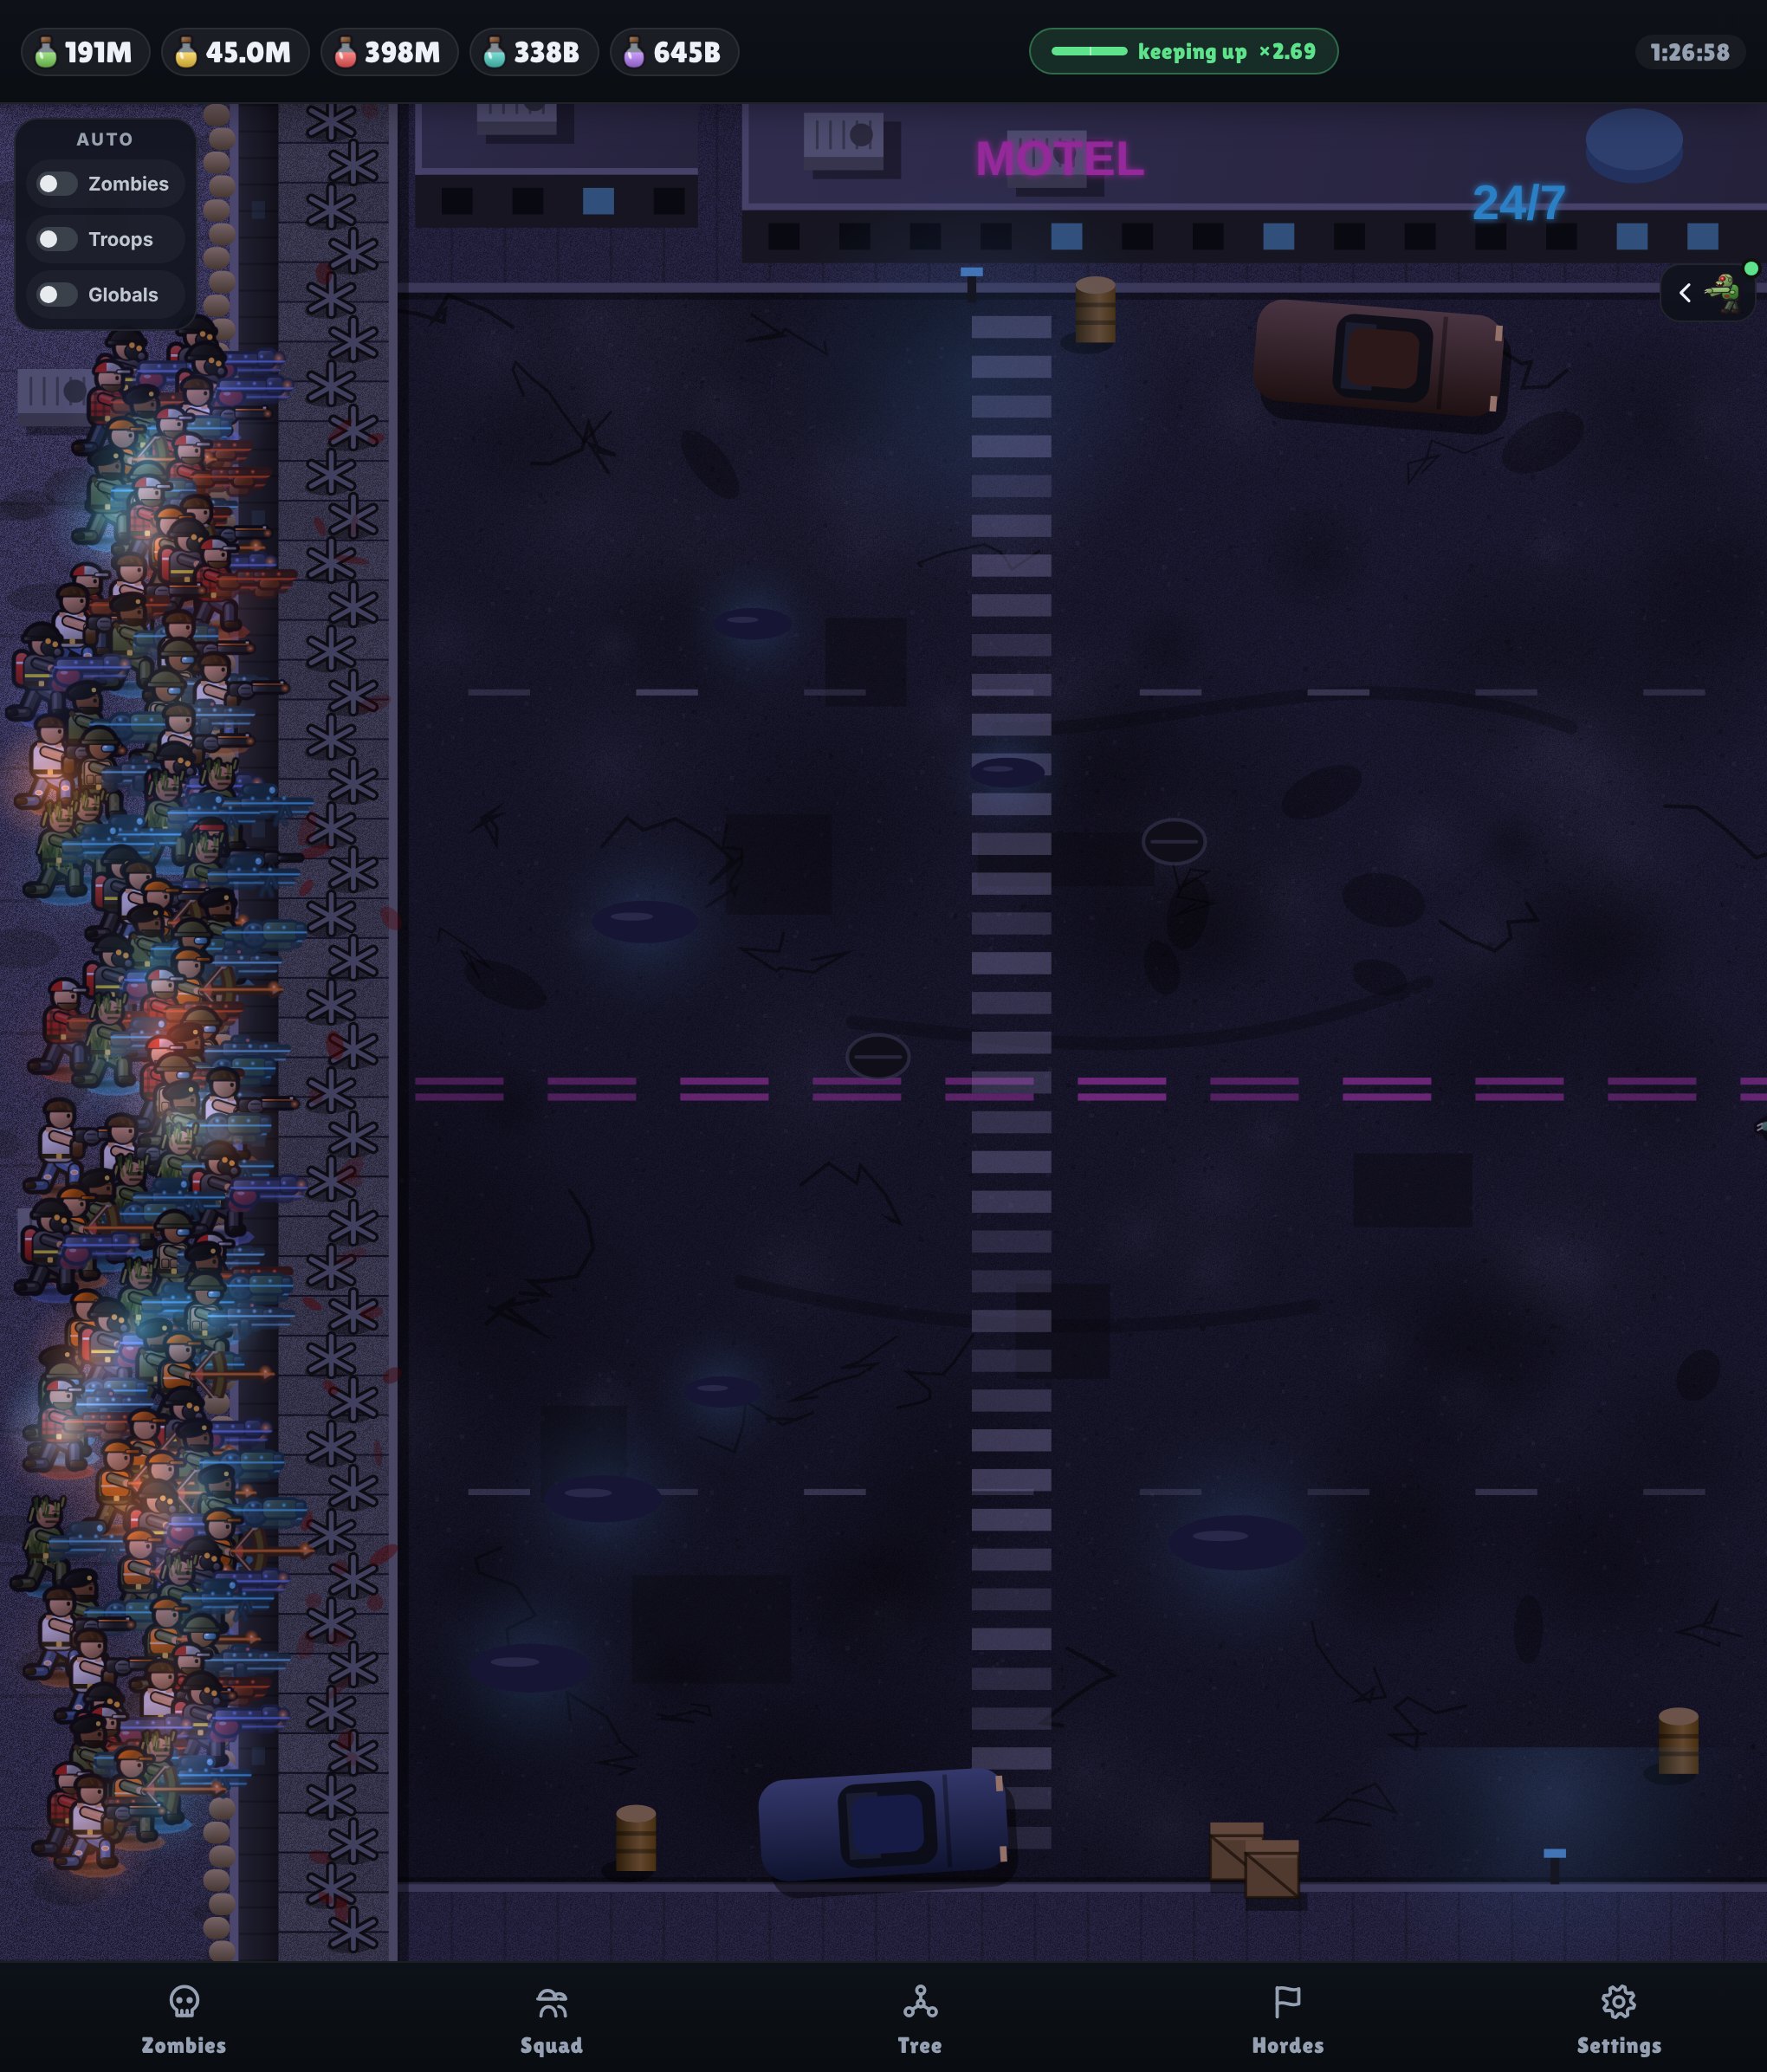 191M 45.0M 398M 338B 645B keeping up ×2.69 1:26:58
AUTO
Zombies
Troops
Globals
MOTEL
24/7
Zombies Squad Tree Hordes Settings